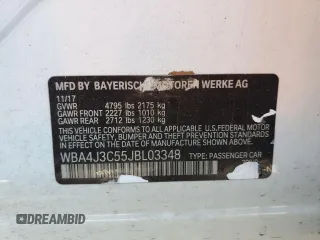 MFD BY BAYERISCHE MOTOREN WERKE AG
11/17
GVWR 4795 lbs 2175 kg
GAWR FRONT 2227 lbs 1010 kg
GAWR REAR 2712 lbs 1230 kg
THIS VEHICLE CONFORMS TO ALL APPLICABLE FEDERAL MOTOR VEHICLE
SAFETY, BUMPER AND THEFT PREVENTION STANDARDS IN EFFECT
ON THE DATE OF MANUFACTURE SHOWN ABOVE.
WBA4J3C55JBL03348
TYPE: PASSENGER CAR
DREAMBID